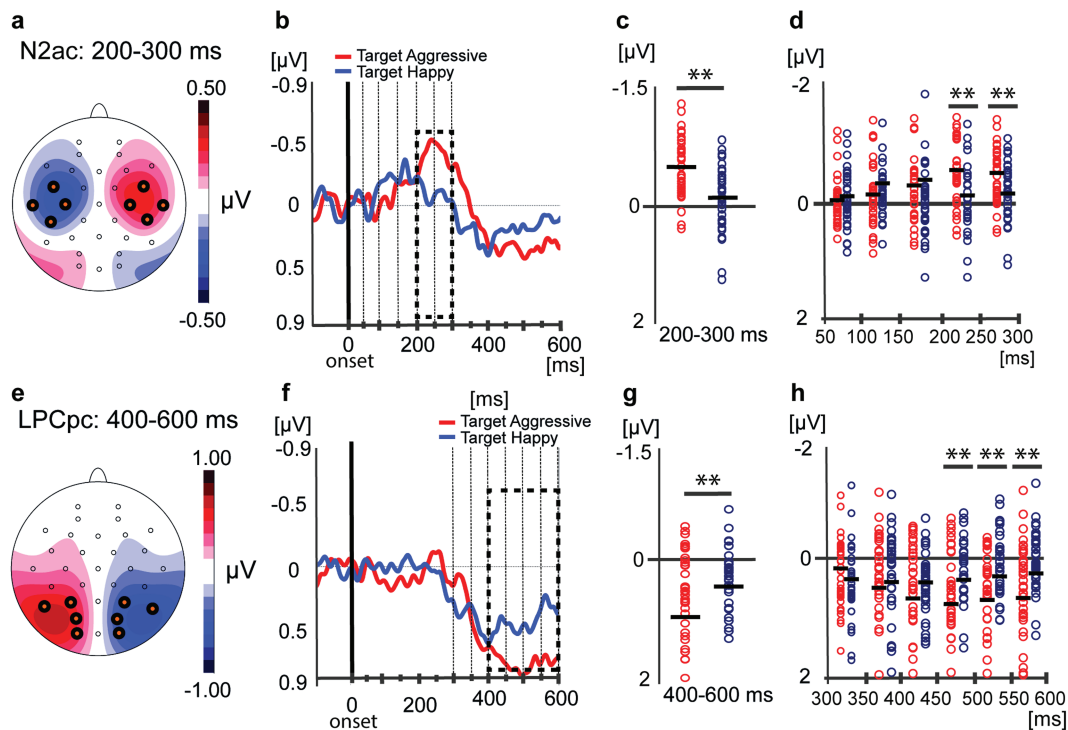 a
N2ac: 200-300 ms
0.50
µV
-0.50
b
[µV]
Target Aggressive
Target Happy
-0.9
-0.5
0
0.5
0.9
0 200 400 600
onset
[ms]
c
[µV]
**
-1.5
0
2
200-300 ms
d
[µV]
-2
** **
0
2
50 100 150 200 250 300
[ms]
e
LPCpc: 400-600 ms
1.00
µV
-1.00
f
[ms]
[µV]
Target Aggressive
Target Happy
-0.9
-0.5
0
0.5
0.9
0 200 400 600
onset
g
[µV]
-1.5
**
0
2
400-600 ms
h
[µV]
-2
** ** **
0
2
300 350 400 450 500 550 600
[ms]